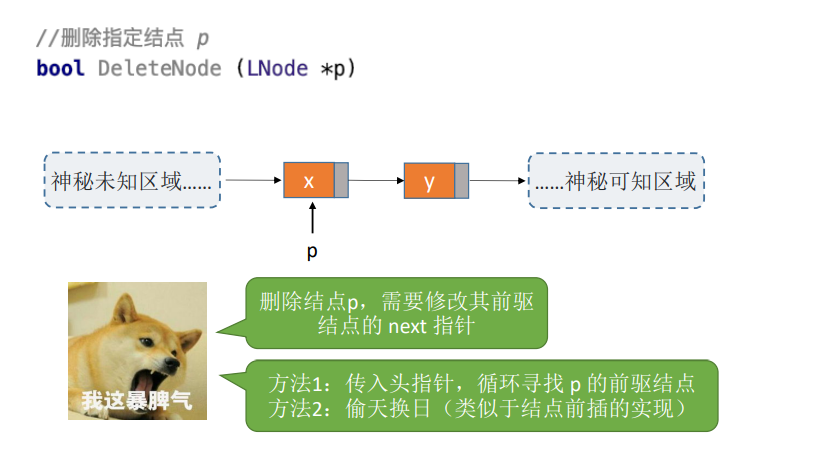 //删除指定结点 p
bool DeleteNode (LNode *p)
神秘未知区域……
x
y
……神秘可知区域
p
删除结点p，需要修改其前驱
结点的 next 指针
我这暴脾气
方法1：传入头指针，循环寻找 p 的前驱结点
方法2：偷天换日（类似于结点前插的实现）